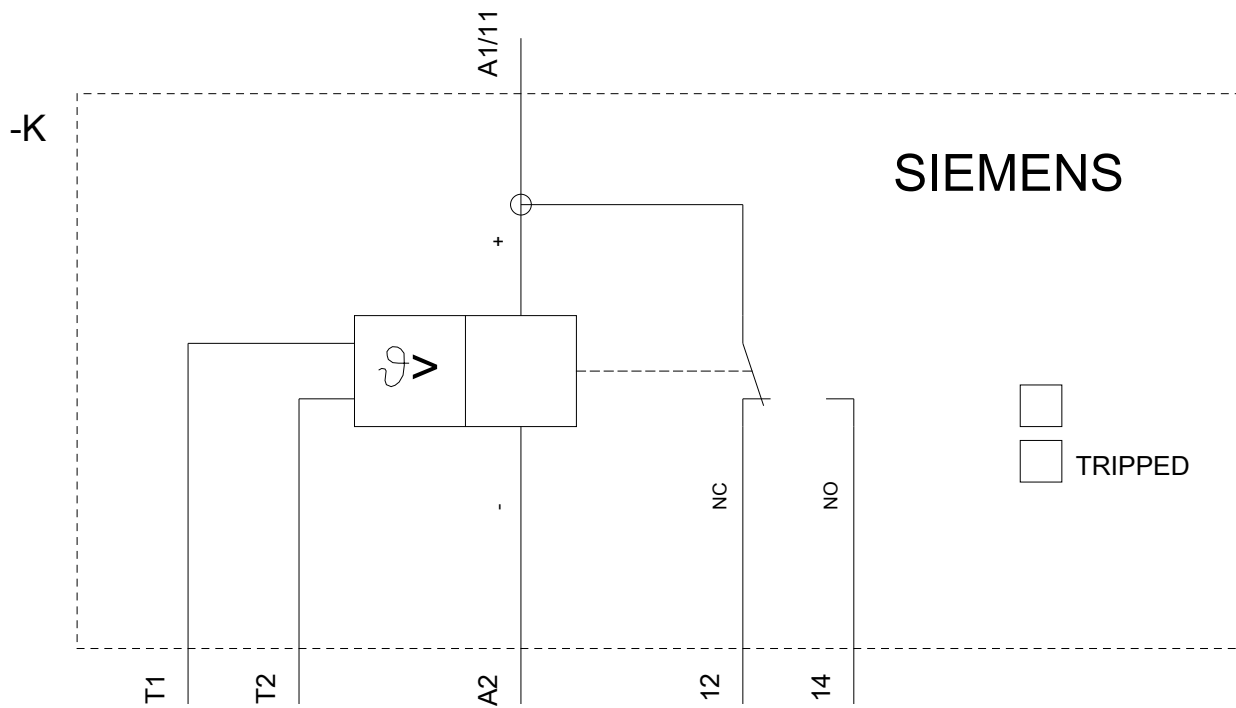 A1/11
-K
SIEMENS
+
ϑ>
TRIPPED
-
NC
NO
T1
T2
A2
12
14